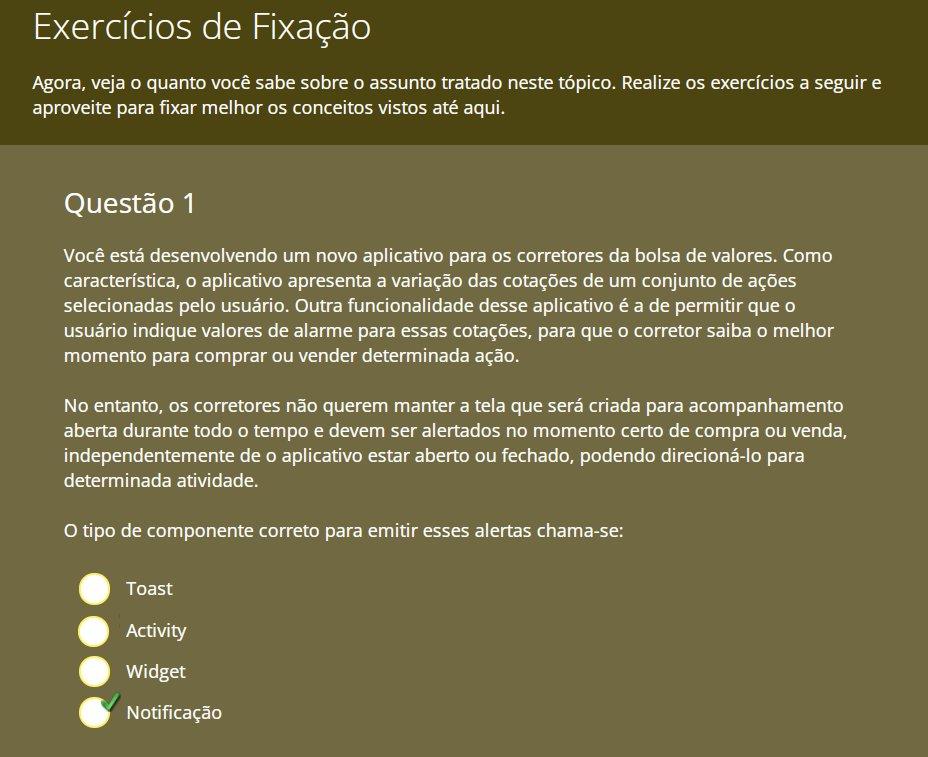 Exercícios de Fixação
Agora, veja o quanto você sabe sobre o assunto tratado neste tópico. Realize os exercícios a seguir e
aproveite para fixar melhor os conceitos vistos até aqui.
Questão 1
Você está desenvolvendo um novo aplicativo para os corretores da bolsa de valores. Como
característica, o aplicativo apresenta a variação das cotações de um conjunto de ações
selecionadas pelo usuário. Outra funcionalidade desse aplicativo é a de permitir que o
usuário indique valores de alarme para essas cotações, para que o corretor saiba o melhor
momento para comprar ou vender determinada ação.
No entanto, os corretores não querem manter a tela que será criada para acompanhamento
aberta durante todo o tempo e devem ser alertados no momento certo de compra ou venda,
independentemente de o aplicativo estar aberto ou fechado, podendo direcioná-lo para
determinada atividade.
O tipo de componente correto para emitir esses alertas chama-se:
Toast
Activity
Widget
Notificação